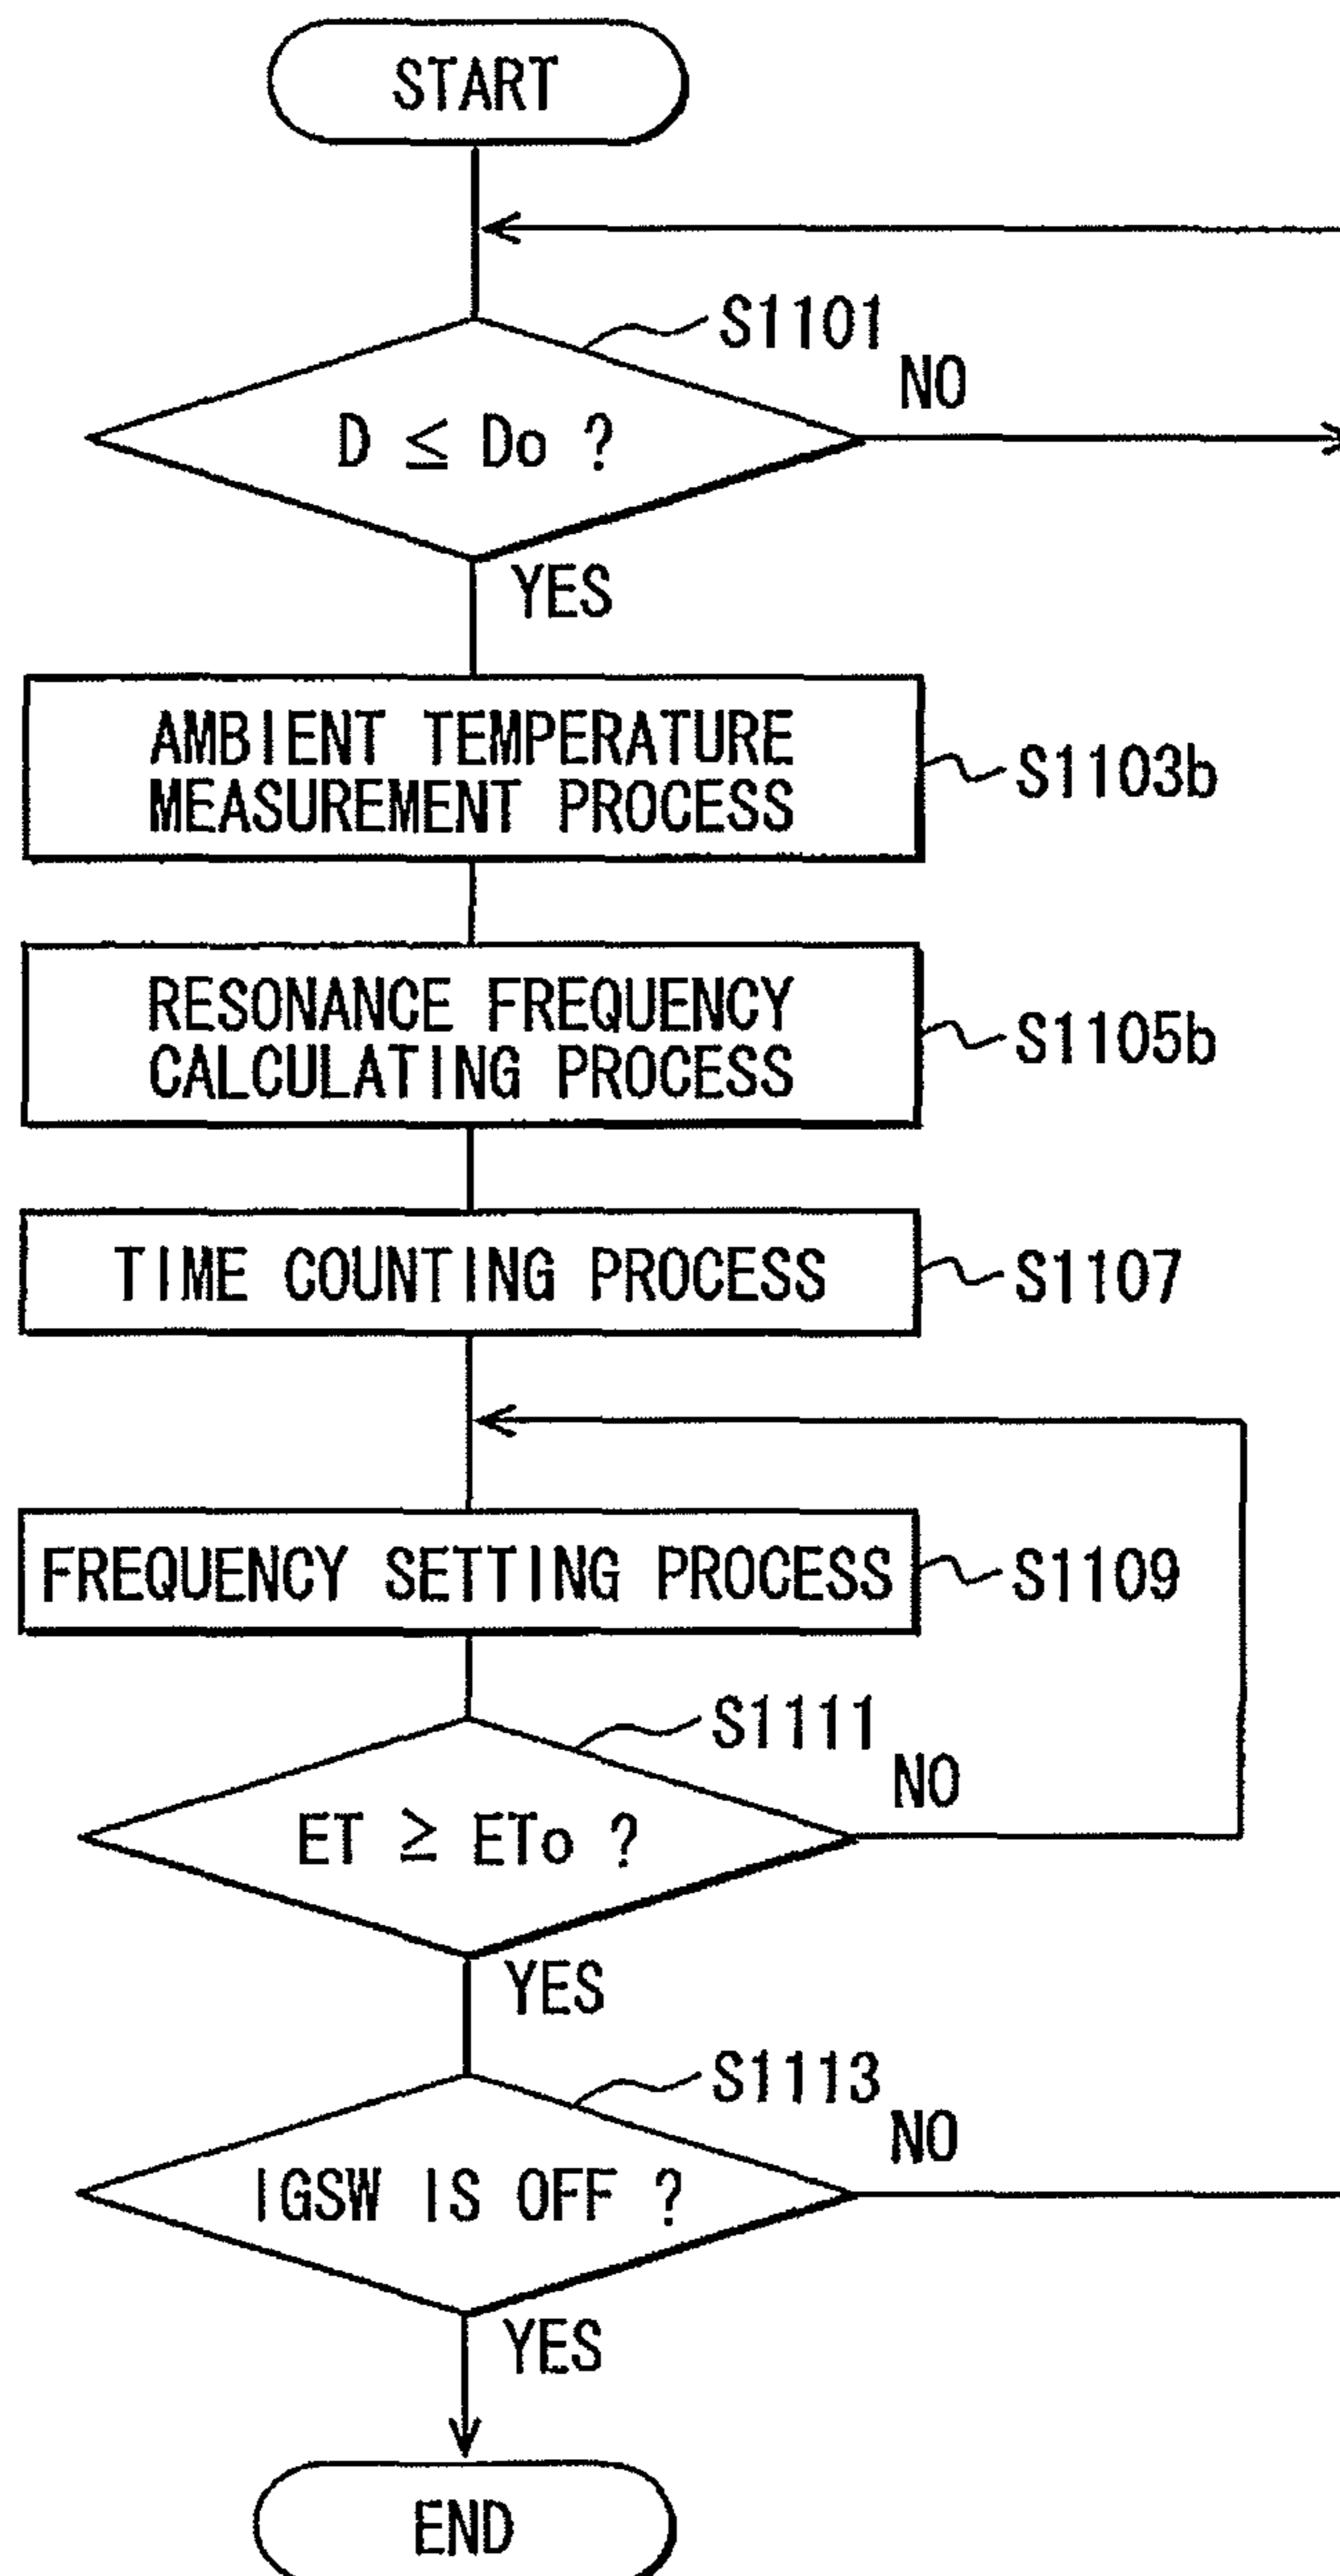 START
S1101
NO
D ≤ Do ?
YES
AMBIENT TEMPERATURE
MEASUREMENT PROCESS
S1103b
RESONANCE FREQUENCY
CALCULATING PROCESS
S1105b
TIME COUNTING PROCESS
S1107
FREQUENCY SETTING PROCESS
S1109
S1111
NO
ET ≥ ETo ?
YES
S1113
NO
IGSW IS OFF ?
YES
END